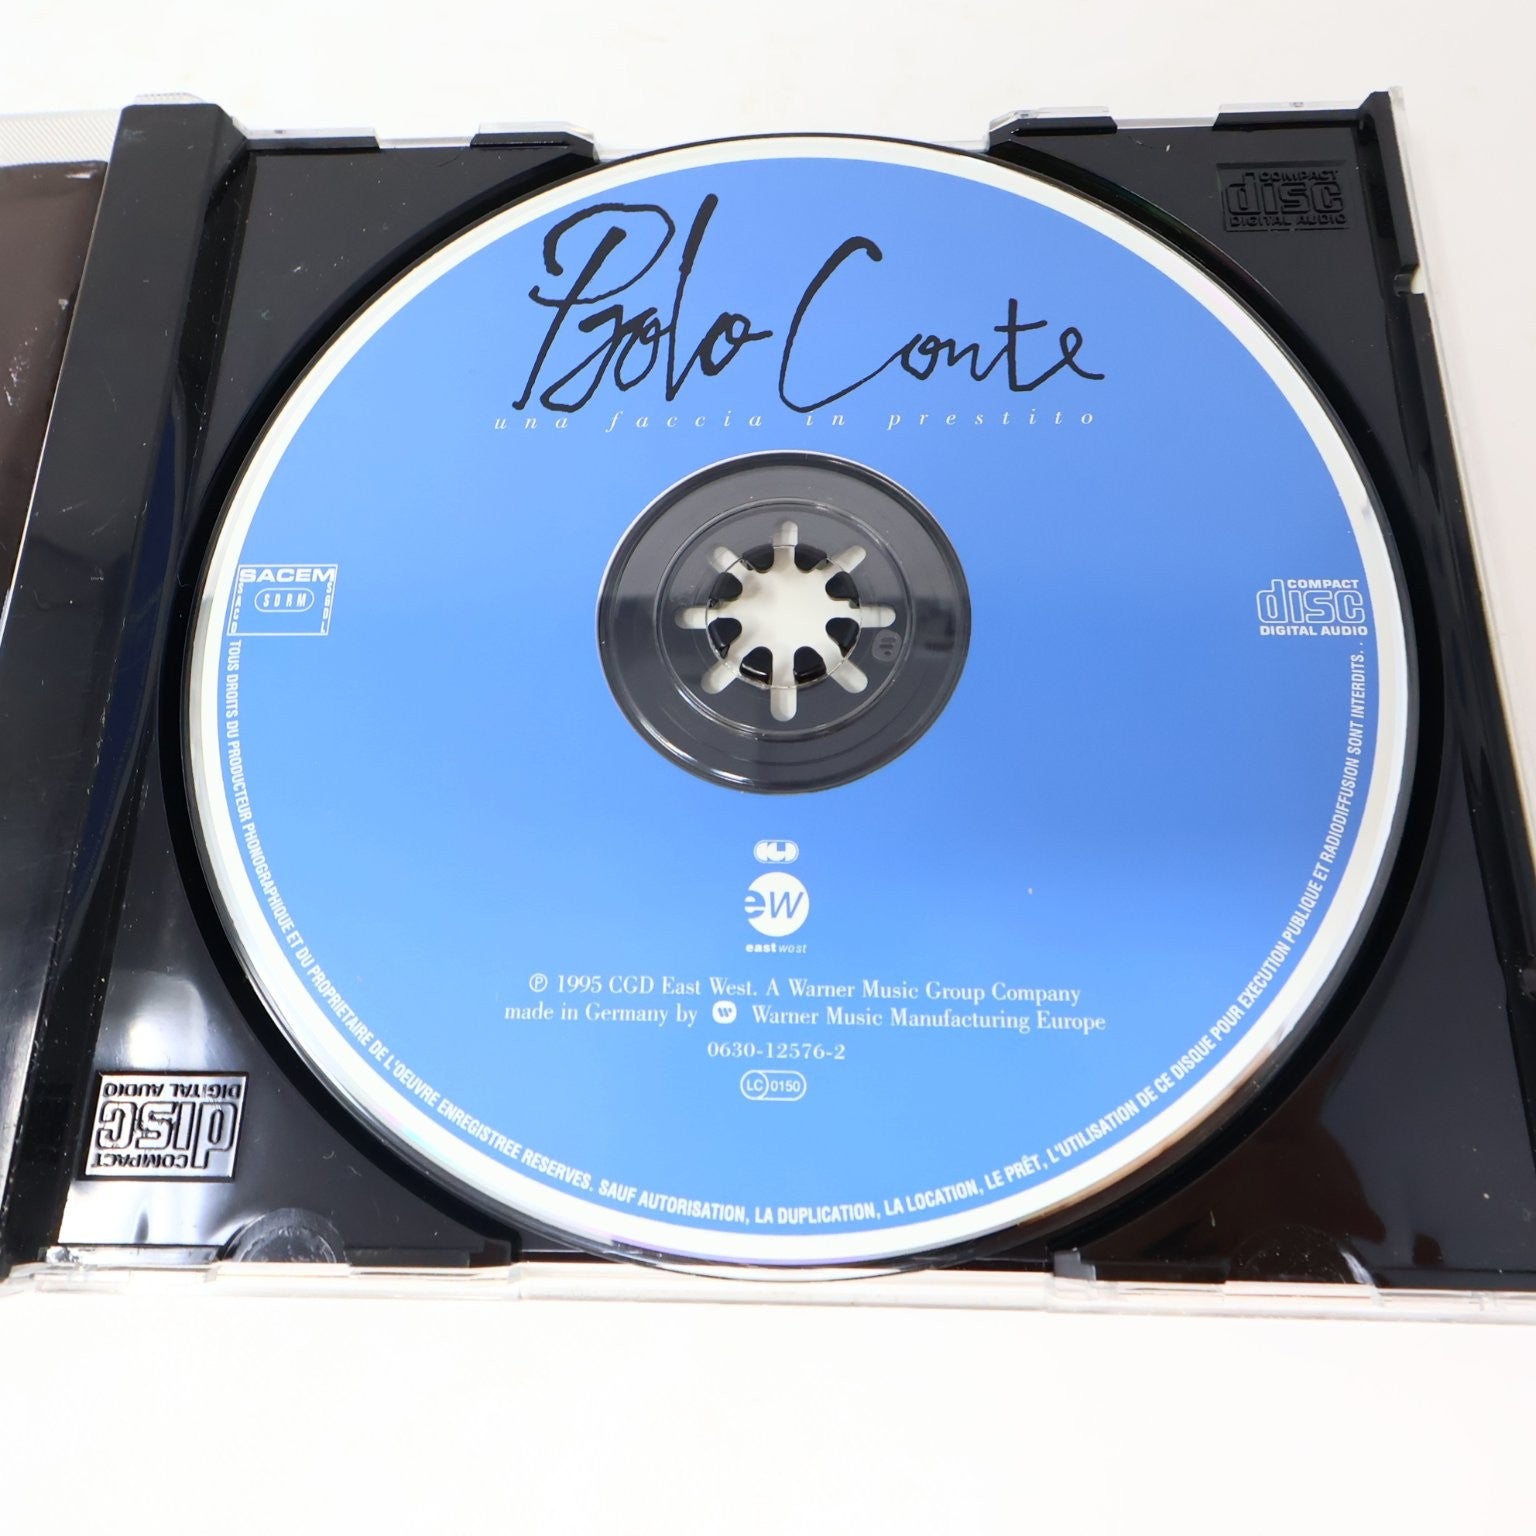 Paolo Conte
una faccia in prestito
SACEM
SACD
SDRM
SGDL
COMPACT
disc
DIGITAL AUDIO
COMPACT
disc
DIGITAL AUDIO
ew
eastwest
℗ 1995 CGD East West. A Warner Music Group Company
made in Germany by W Warner Music Manufacturing Europe
0630-12576-2
LC 0150
TOUS DROITS DU PRODUCTEUR PHONOGRAPHIQUE ET DU PROPRIETAIRE DE L'OEUVRE ENREGISTREE RESERVES. SAUF AUTORISATION, LA DUPLICATION, LA LOCATION, LE PRÊT, L'UTILISATION DE CE DISQUE POUR EXECUTION PUBLIQUE ET RADIODIFFUSION SONT INTERDITS.
COMPACT
disc
DIGITAL AUDIO